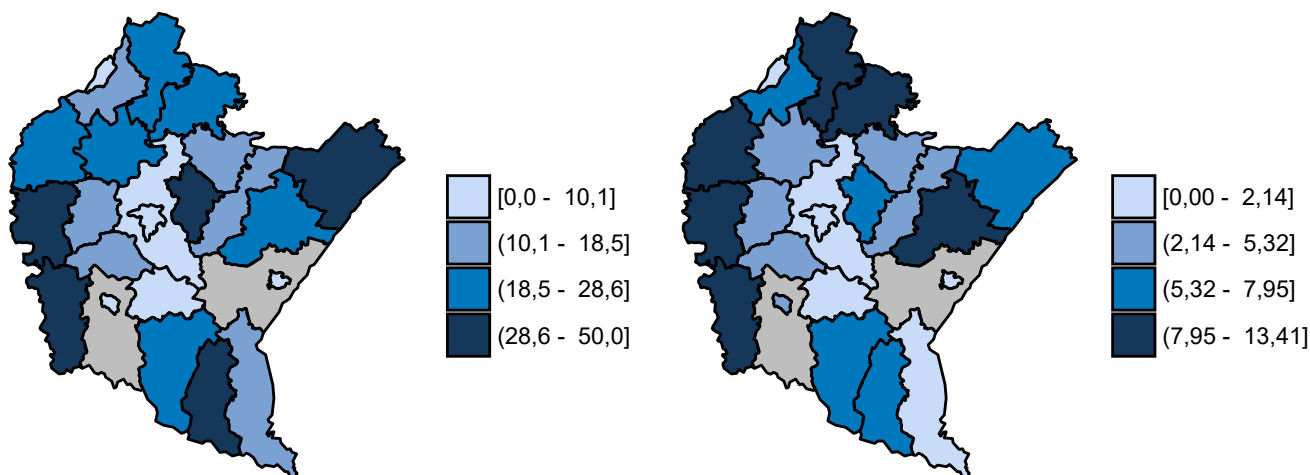 [0,0 - 10,1]
(10,1 - 18,5]
(18,5 - 28,6]
(28,6 - 50,0]
[0,00 - 2,14]
(2,14 - 5,32]
(5,32 - 7,95]
(7,95 - 13,41]